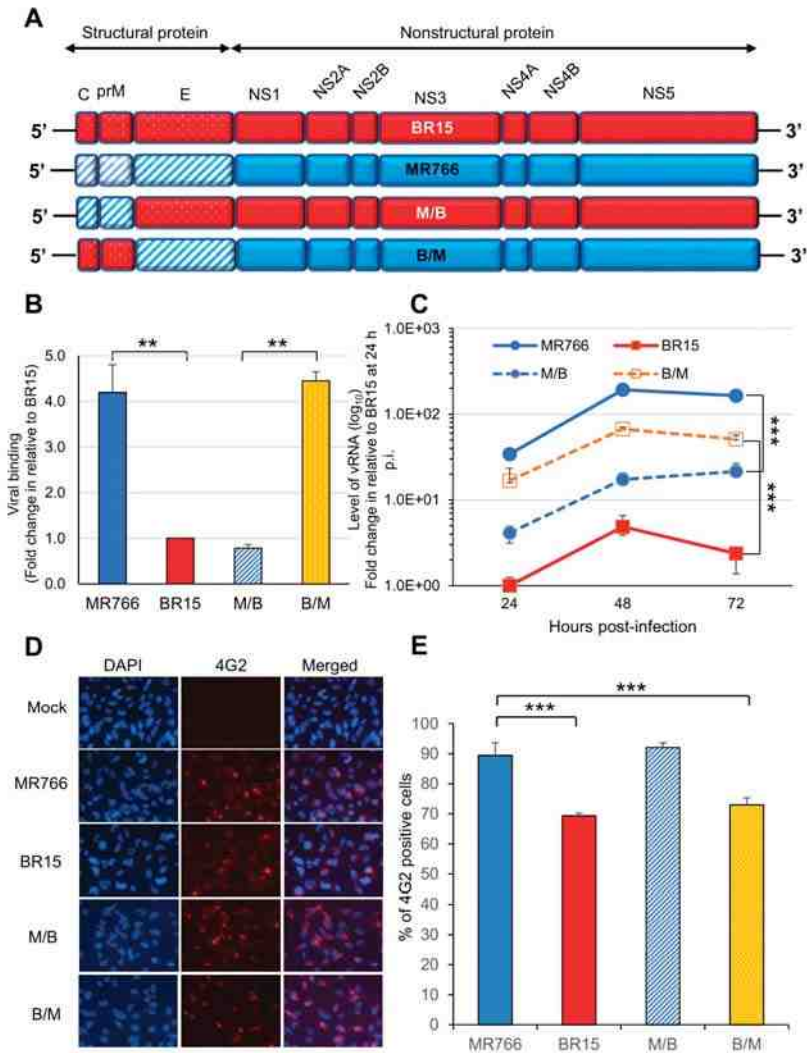 A
Structural protein
Nonstructural protein
C prM E NS1 NS2A NS2B NS3 NS4A NS4B NS5
5’ BR15 3’
5’ MR766 3’
5’ M/B 3’
5’ B/M 3’
B
Viral binding
(Fold change in relative to BR15)
5.0
4.0
3.0
2.0
1.0
0.0
**
**
MR766 BR15 M/B B/M
C
Level of vRNA (log10)
Fold change in relative to BR15 at 24 h
p.i.
1.0E+03
1.0E+02
1.0E+01
1.0E+00
MR766 BR15
M/B B/M
***
***
24 48 72
Hours post-infection
D
DAPI 4G2 Merged
Mock
MR766
BR15
M/B
B/M
E
% of 4G2 positive cells
100
90
80
70
60
50
40
30
20
10
0
***
***
MR766 BR15 M/B B/M